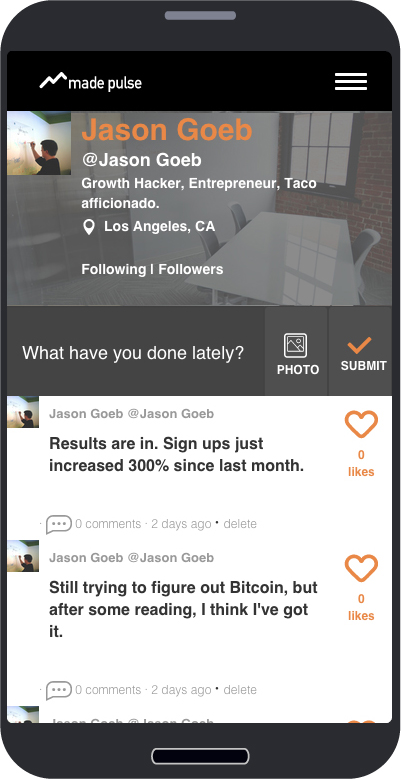 made pulse
Jason Goeb
@Jason Goeb
Growth Hacker, Entrepreneur, Taco
afficionado.
Los Angeles, CA
Following | Followers
What have you done lately?
PHOTO
SUBMIT
Jason Goeb @Jason Goeb
Results are in. Sign ups just
increased 300% since last month.
0
likes
· 0 comments · 2 days ago • delete
Jason Goeb @Jason Goeb
Still trying to figure out Bitcoin, but
after some reading, I think I've got
it.
0
likes
· 0 comments · 2 days ago • delete
Jason Goeb @Jason Goeb